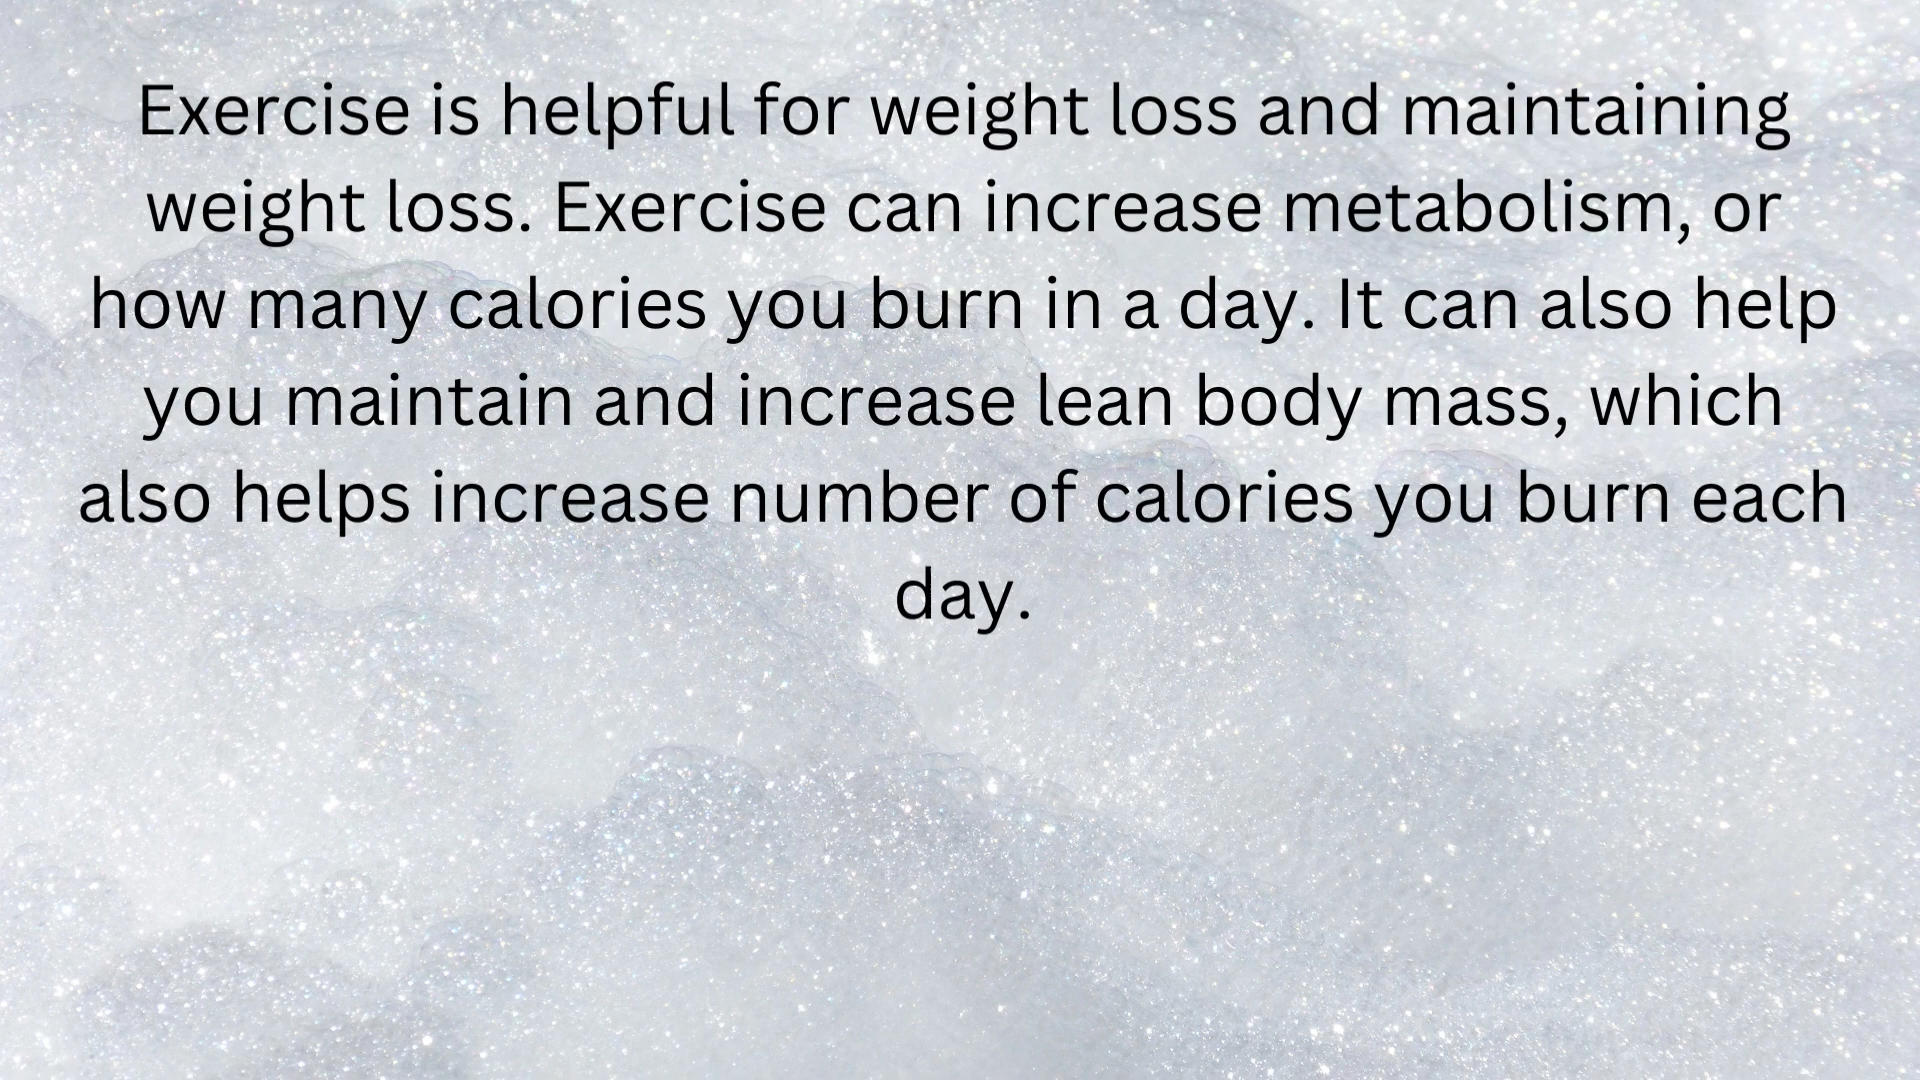 Exercise is helpful for weight loss and maintaining
weight loss. Exercise can increase metabolism, or
how many calories you burn in a day. It can also help
you maintain and increase lean body mass, which
also helps increase number of calories you burn each
day.